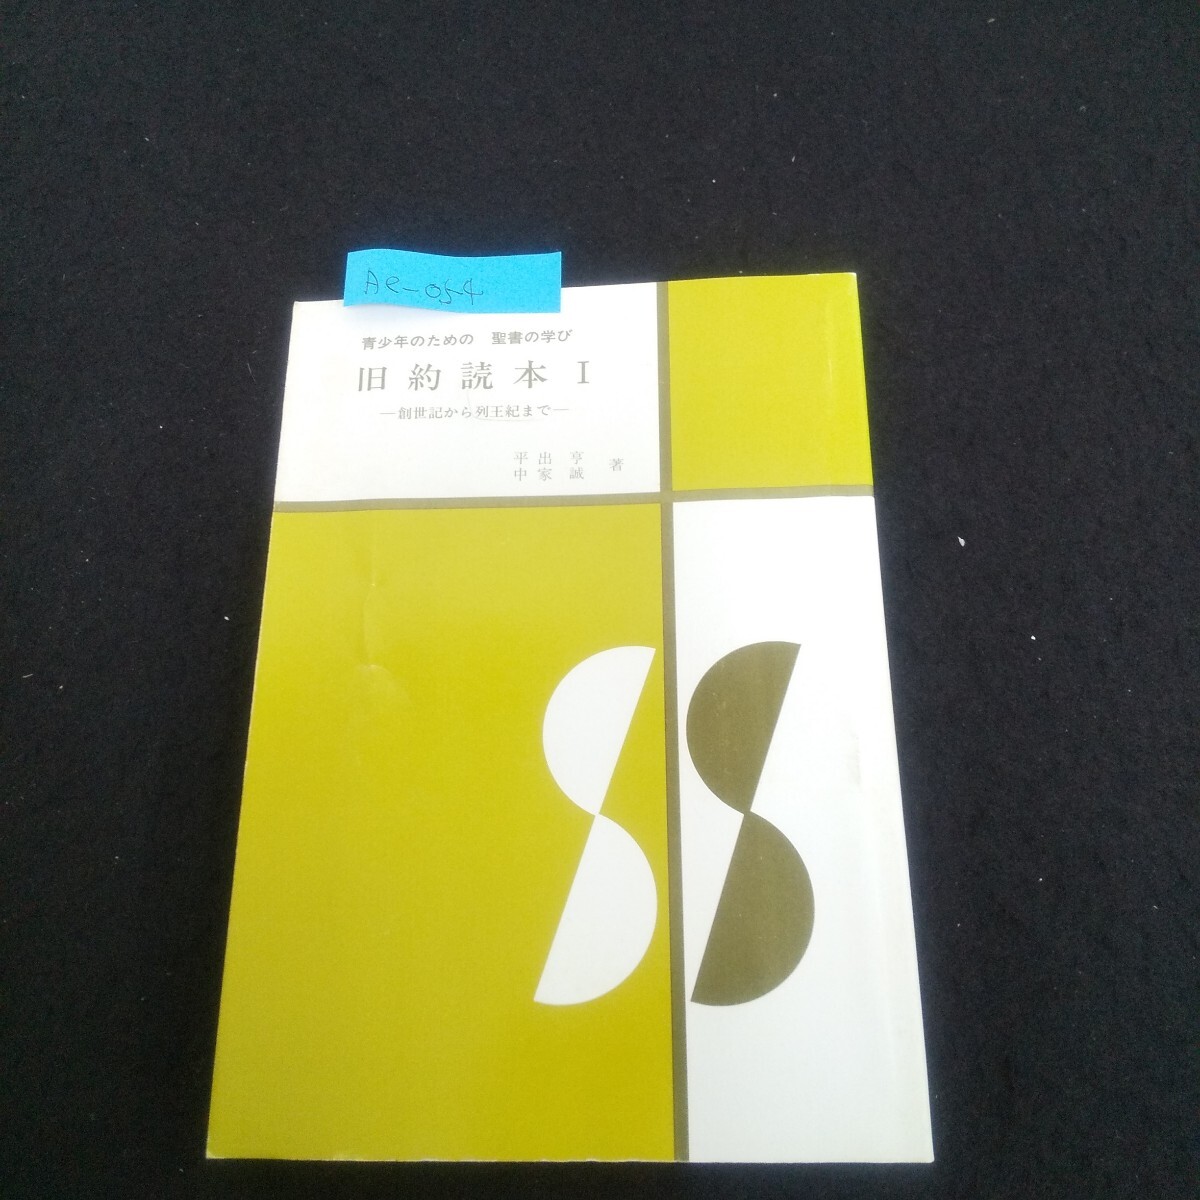 Ae-054
青少年のための 聖書の学び
旧約読本 I
―創世記から列王紀まで―
平出 亨
中家 誠
著